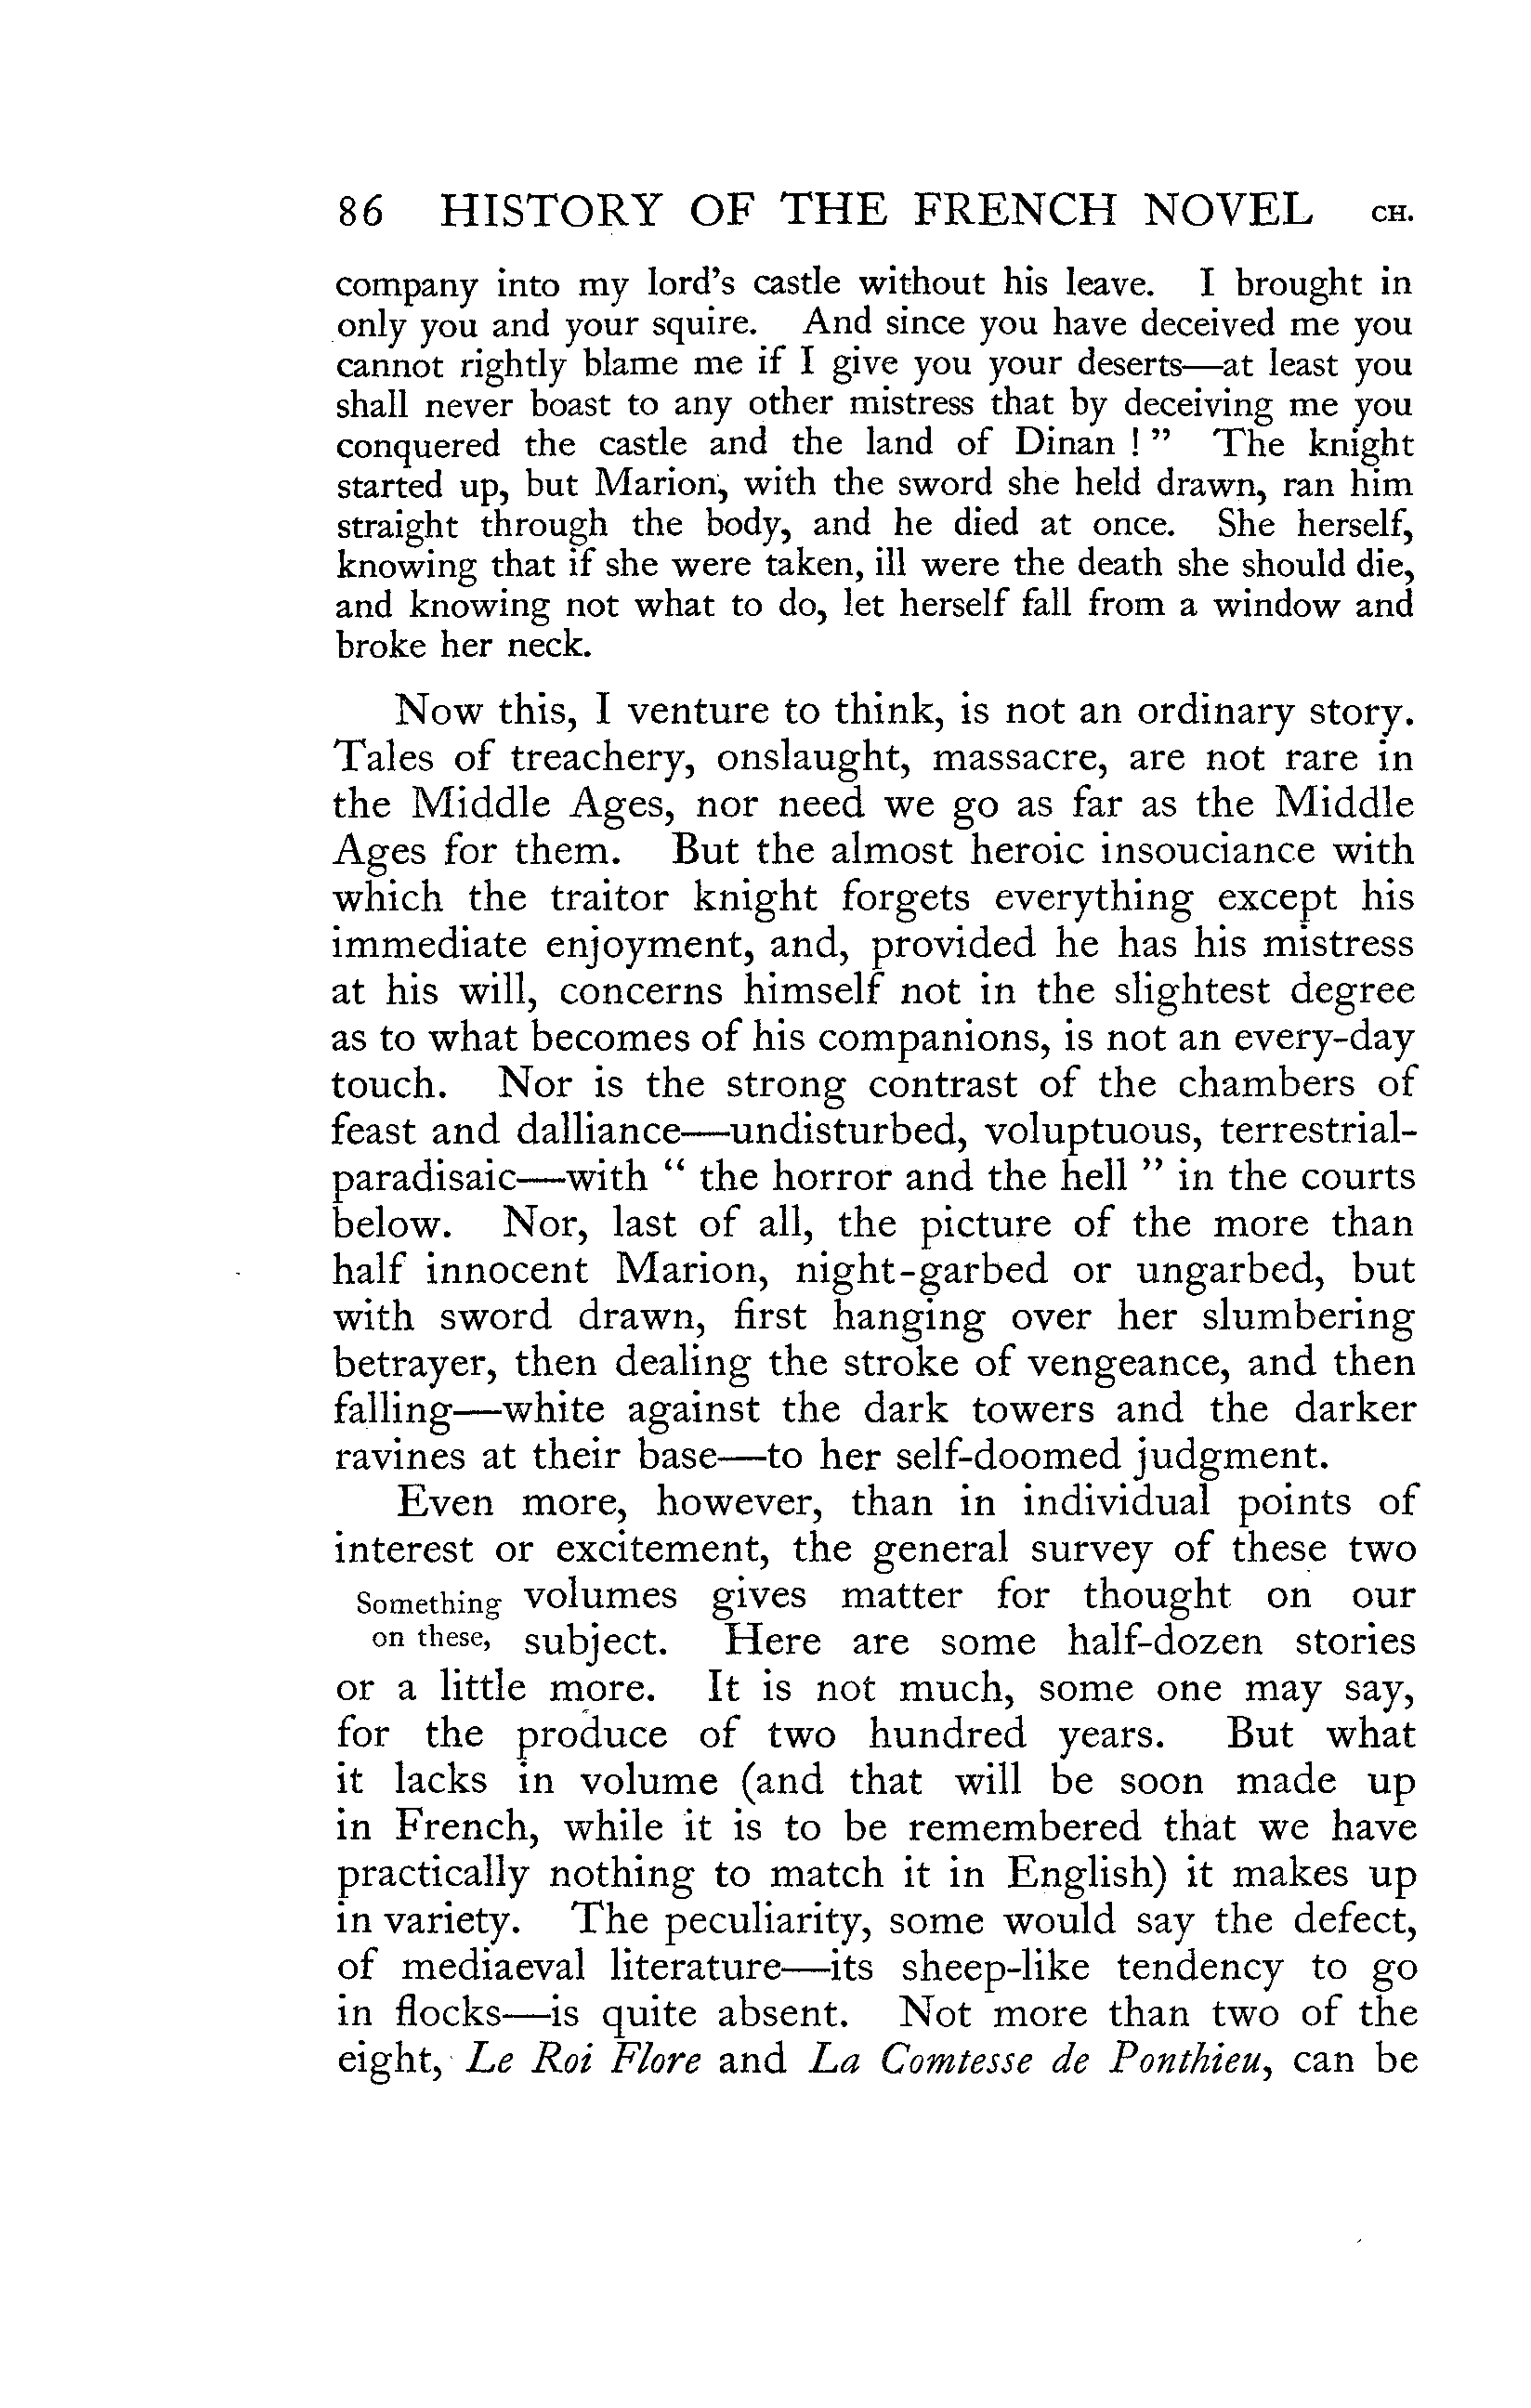 86 HISTORY OF THE FRENCH NOVEL CH.
company into my lord's castle without his leave. I brought in
only you and your squire. And since you have deceived me you
cannot rightly blame me if I give you your deserts—at least you
shall never boast to any other mistress that by deceiving me you
conquered the castle and the land of Dinan ! ” The knight
started up, but Marion, with the sword she held drawn, ran him
straight through the body, and he died at once. She herself,
knowing that if she were taken, ill were the death she should die,
and knowing not what to do, let herself fall from a window and
broke her neck.
Now this, I venture to think, is not an ordinary story.
Tales of treachery, onslaught, massacre, are not rare in
the Middle Ages, nor need we go as far as the Middle
Ages for them. But the almost heroic insouciance with
which the traitor knight forgets everything except his
immediate enjoyment, and, provided he has his mistress
at his will, concerns himself not in the slightest degree
as to what becomes of his companions, is not an every-day
touch. Nor is the strong contrast of the chambers of
feast and dalliance—undisturbed, voluptuous, terrestrial-
paradisaic—with “ the horror and the hell ” in the courts
below. Nor, last of all, the picture of the more than
half innocent Marion, night-garbed or ungarbed, but
with sword drawn, first hanging over her slumbering
betrayer, then dealing the stroke of vengeance, and then
falling—white against the dark towers and the darker
ravines at their base—to her self-doomed judgment.
Even more, however, than in individual points of
interest or excitement, the general survey of these two
Something volumes gives matter for thought on our
on these, subject. Here are some half-dozen stories
or a little more. It is not much, some one may say,
for the produce of two hundred years. But what
it lacks in volume (and that will be soon made up
in French, while it is to be remembered that we have
practically nothing to match it in English) it makes up
in variety. The peculiarity, some would say the defect,
of mediaeval literature—its sheep-like tendency to go
in flocks—is quite absent. Not more than two of the
eight, Le Roi Flore and La Comtesse de Ponthieu, can be